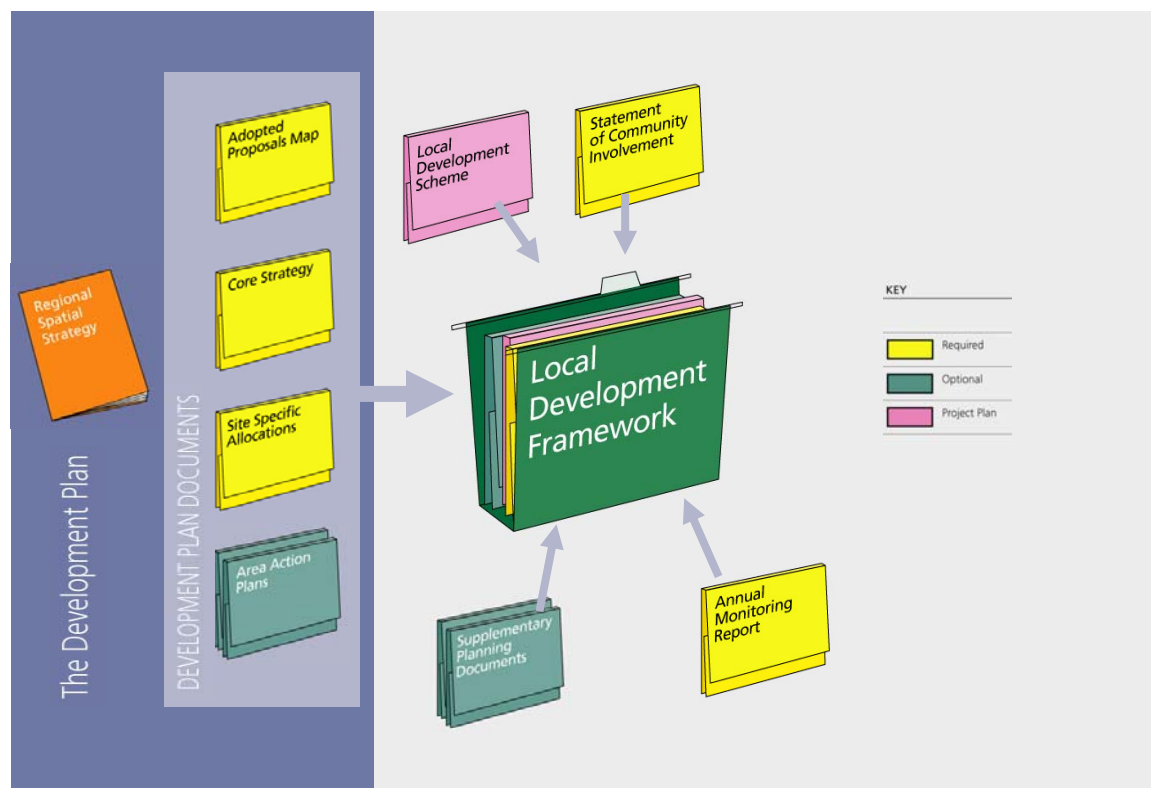 Regional
Spatial
Strategy
The Development Plan
DEVELOPMENT PLAN DOCUMENTS
Adopted
Proposals Map
Core Strategy
Site Specific
Allocations
Area Action
Plans
Local
Development
Scheme
Statement
of Community
Involvement
Local
Development
Framework
Supplementary
Planning
Documents
Annual
Monitoring
Report
KEY
Required
Optional
Project Plan